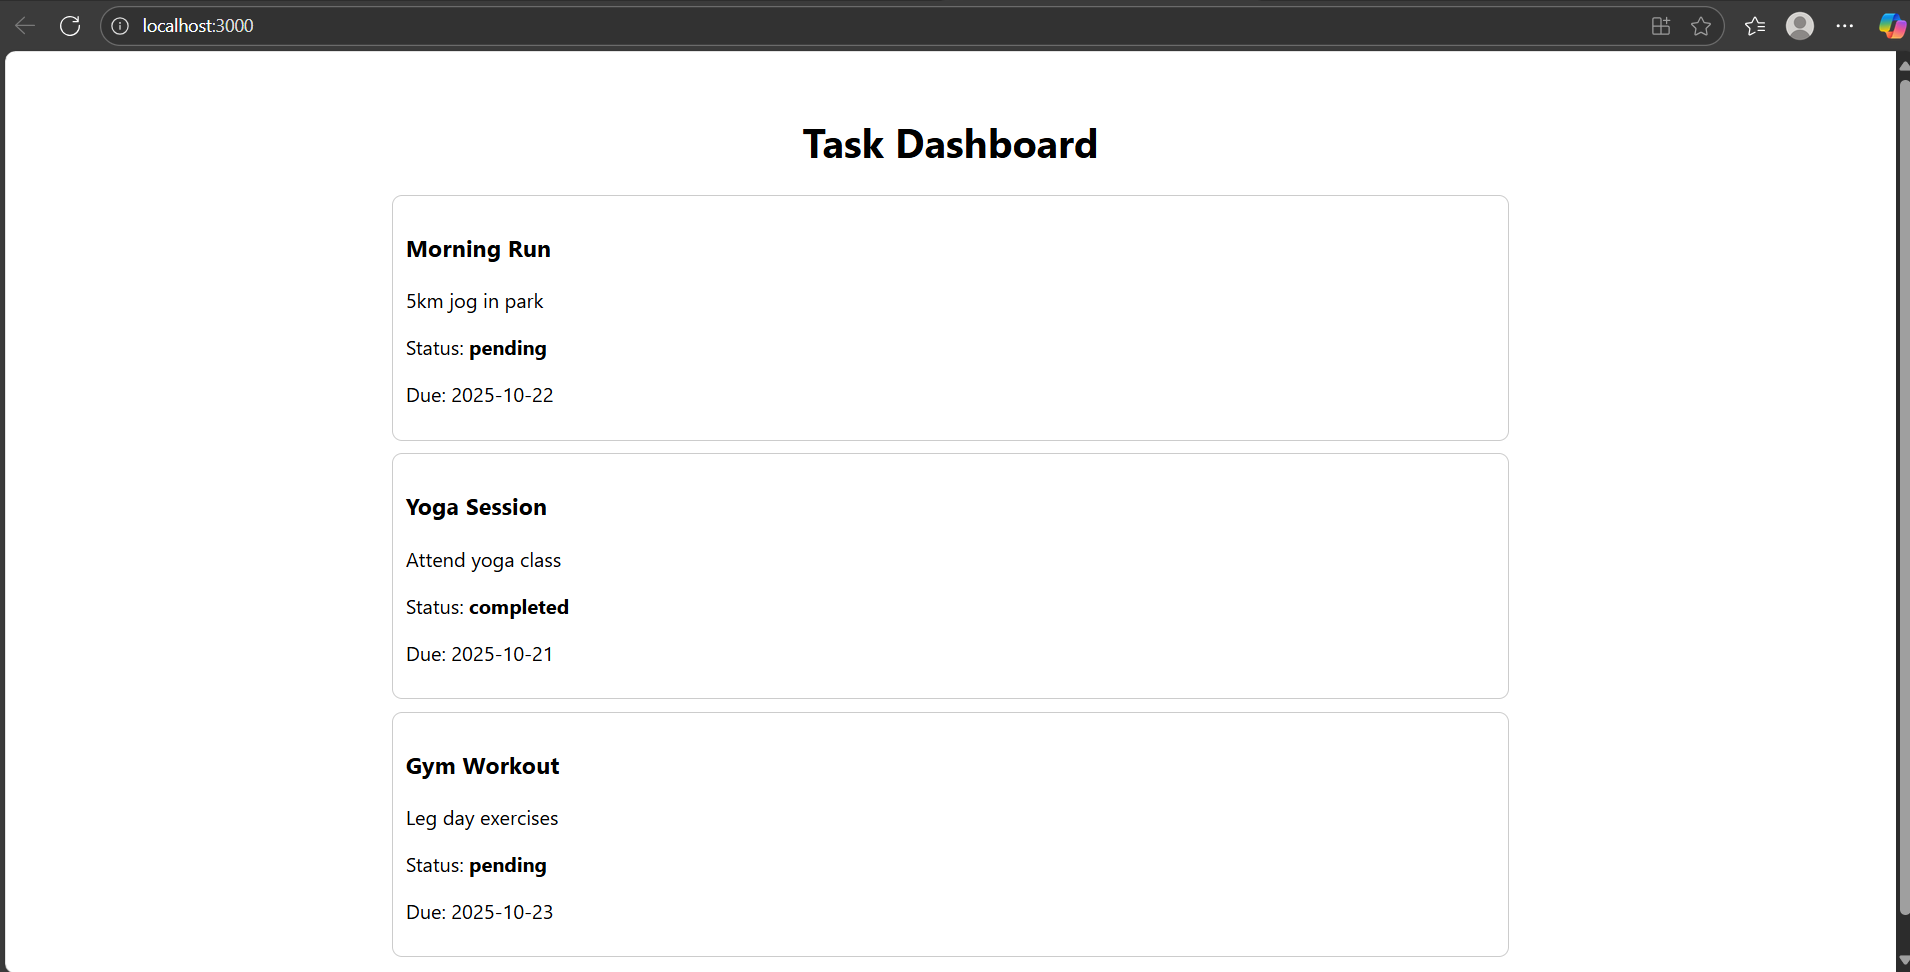 localhost:3000
Task Dashboard
Morning Run
5km jog in park
Status: pending
Due: 2025-10-22
Yoga Session
Attend yoga class
Status: completed
Due: 2025-10-21
Gym Workout
Leg day exercises
Status: pending
Due: 2025-10-23